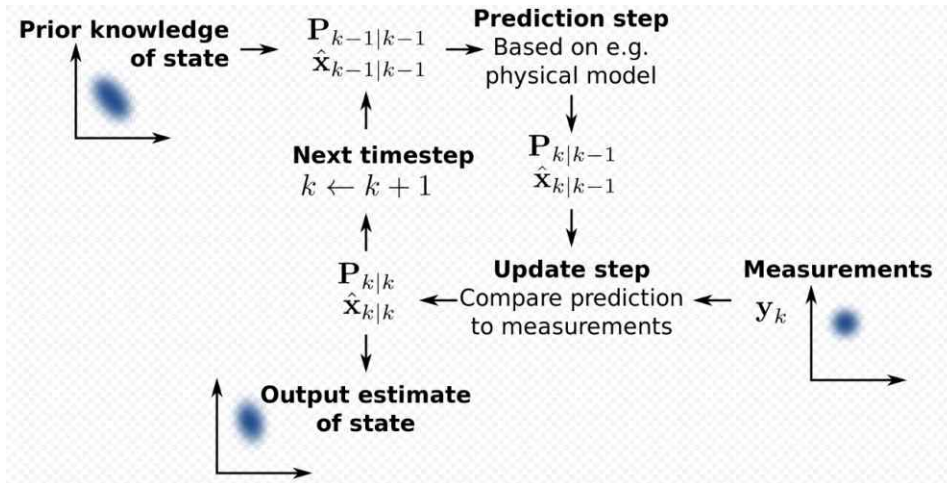 Prior knowledge
of state
P_{k−1|k−1}
x̂_{k−1|k−1}
Prediction step
Based on e.g.
physical model
Next timestep
k ← k + 1
P_{k|k−1}
x̂_{k|k−1}
P_{k|k}
x̂_{k|k}
Update step
Compare prediction
to measurements
Measurements
y_k
Output estimate
of state